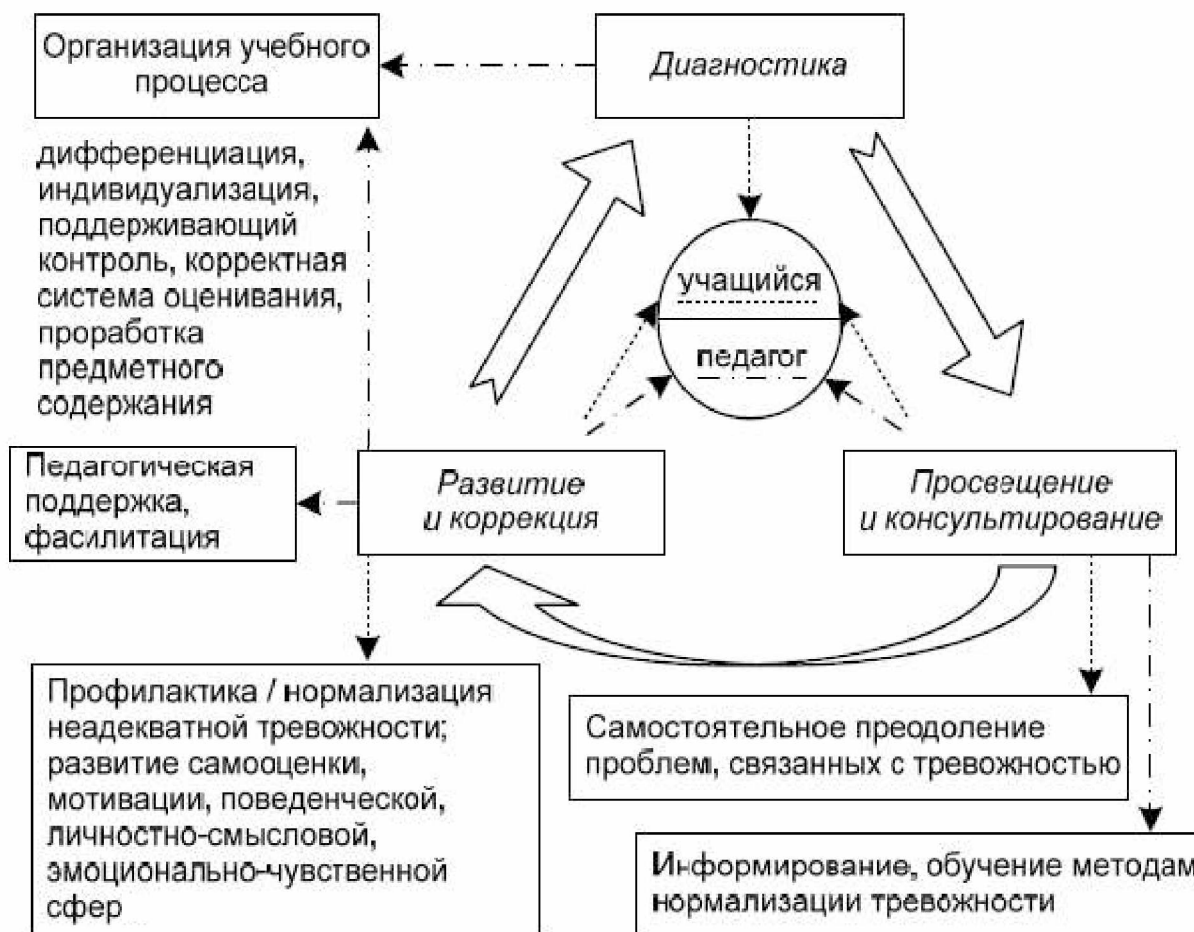 Организация учебного
процесса
Диагностика
дифференциация,
индивидуализация,
поддерживающий
контроль, корректная
система оценивания,
проработка
предметного
содержания
учащийся
педагог
Педагогическая
поддержка,
фасилитация
Развитие
и коррекция
Просвещение
и консультирование
Профилактика / нормализация
неадекватной тревожности;
развитие самооценки,
мотивации, поведенческой,
личностно-смысловой,
эмоционально-чувственной
сфер
Самостоятельное преодоление
проблем, связанных с тревожностью
Информирование, обучение методам
нормализации тревожности